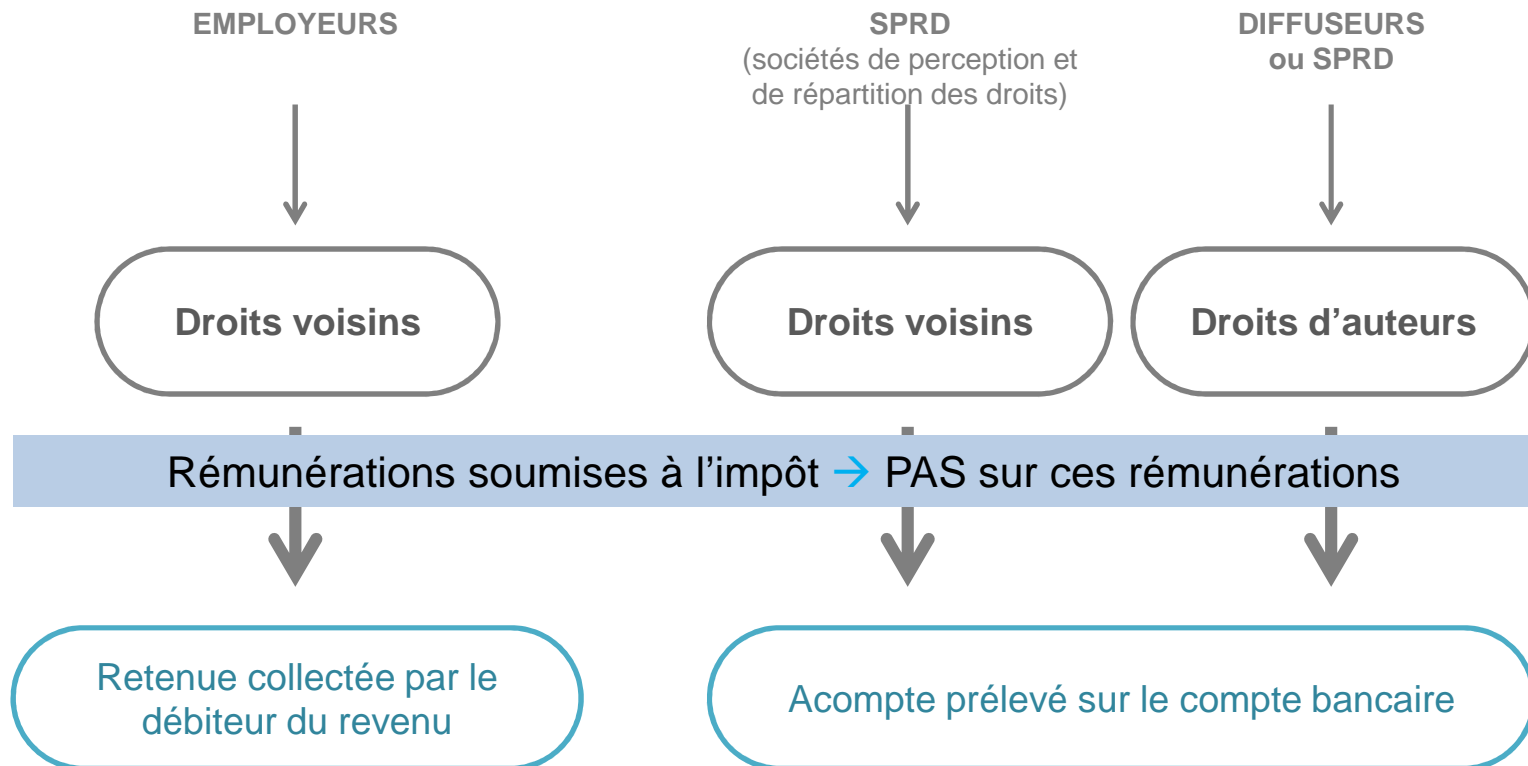 EMPLOYEURS
SPRD
(sociétés de perception et
de répartition des droits)
DIFFUSEURS
ou SPRD
Droits voisins
Droits voisins
Droits d’auteurs
Rémunérations soumises à l’impôt → PAS sur ces rémunérations
Retenue collectée par le
débiteur du revenu
Acompte prélevé sur le compte bancaire